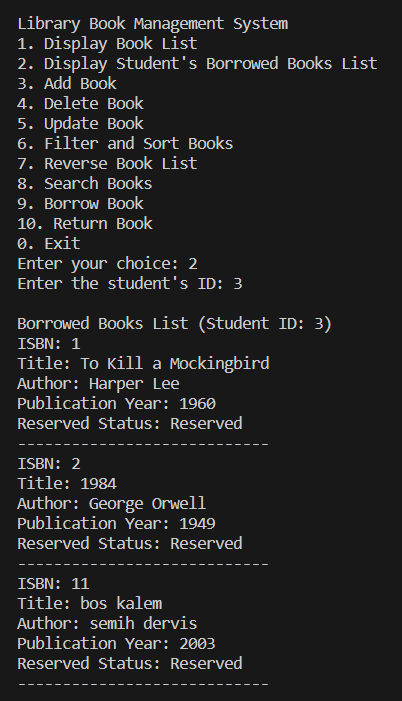 Library Book Management System
1. Display Book List
2. Display Student's Borrowed Books List
3. Add Book
4. Delete Book
5. Update Book
6. Filter and Sort Books
7. Reverse Book List
8. Search Books
9. Borrow Book
10. Return Book
0. Exit
Enter your choice: 2
Enter the student's ID: 3
Borrowed Books List (Student ID: 3)
ISBN: 1
Title: To Kill a Mockingbird
Author: Harper Lee
Publication Year: 1960
Reserved Status: Reserved
----------------------------
ISBN: 2
Title: 1984
Author: George Orwell
Publication Year: 1949
Reserved Status: Reserved
----------------------------
ISBN: 11
Title: bos kalem
Author: semih dervis
Publication Year: 2003
Reserved Status: Reserved
----------------------------